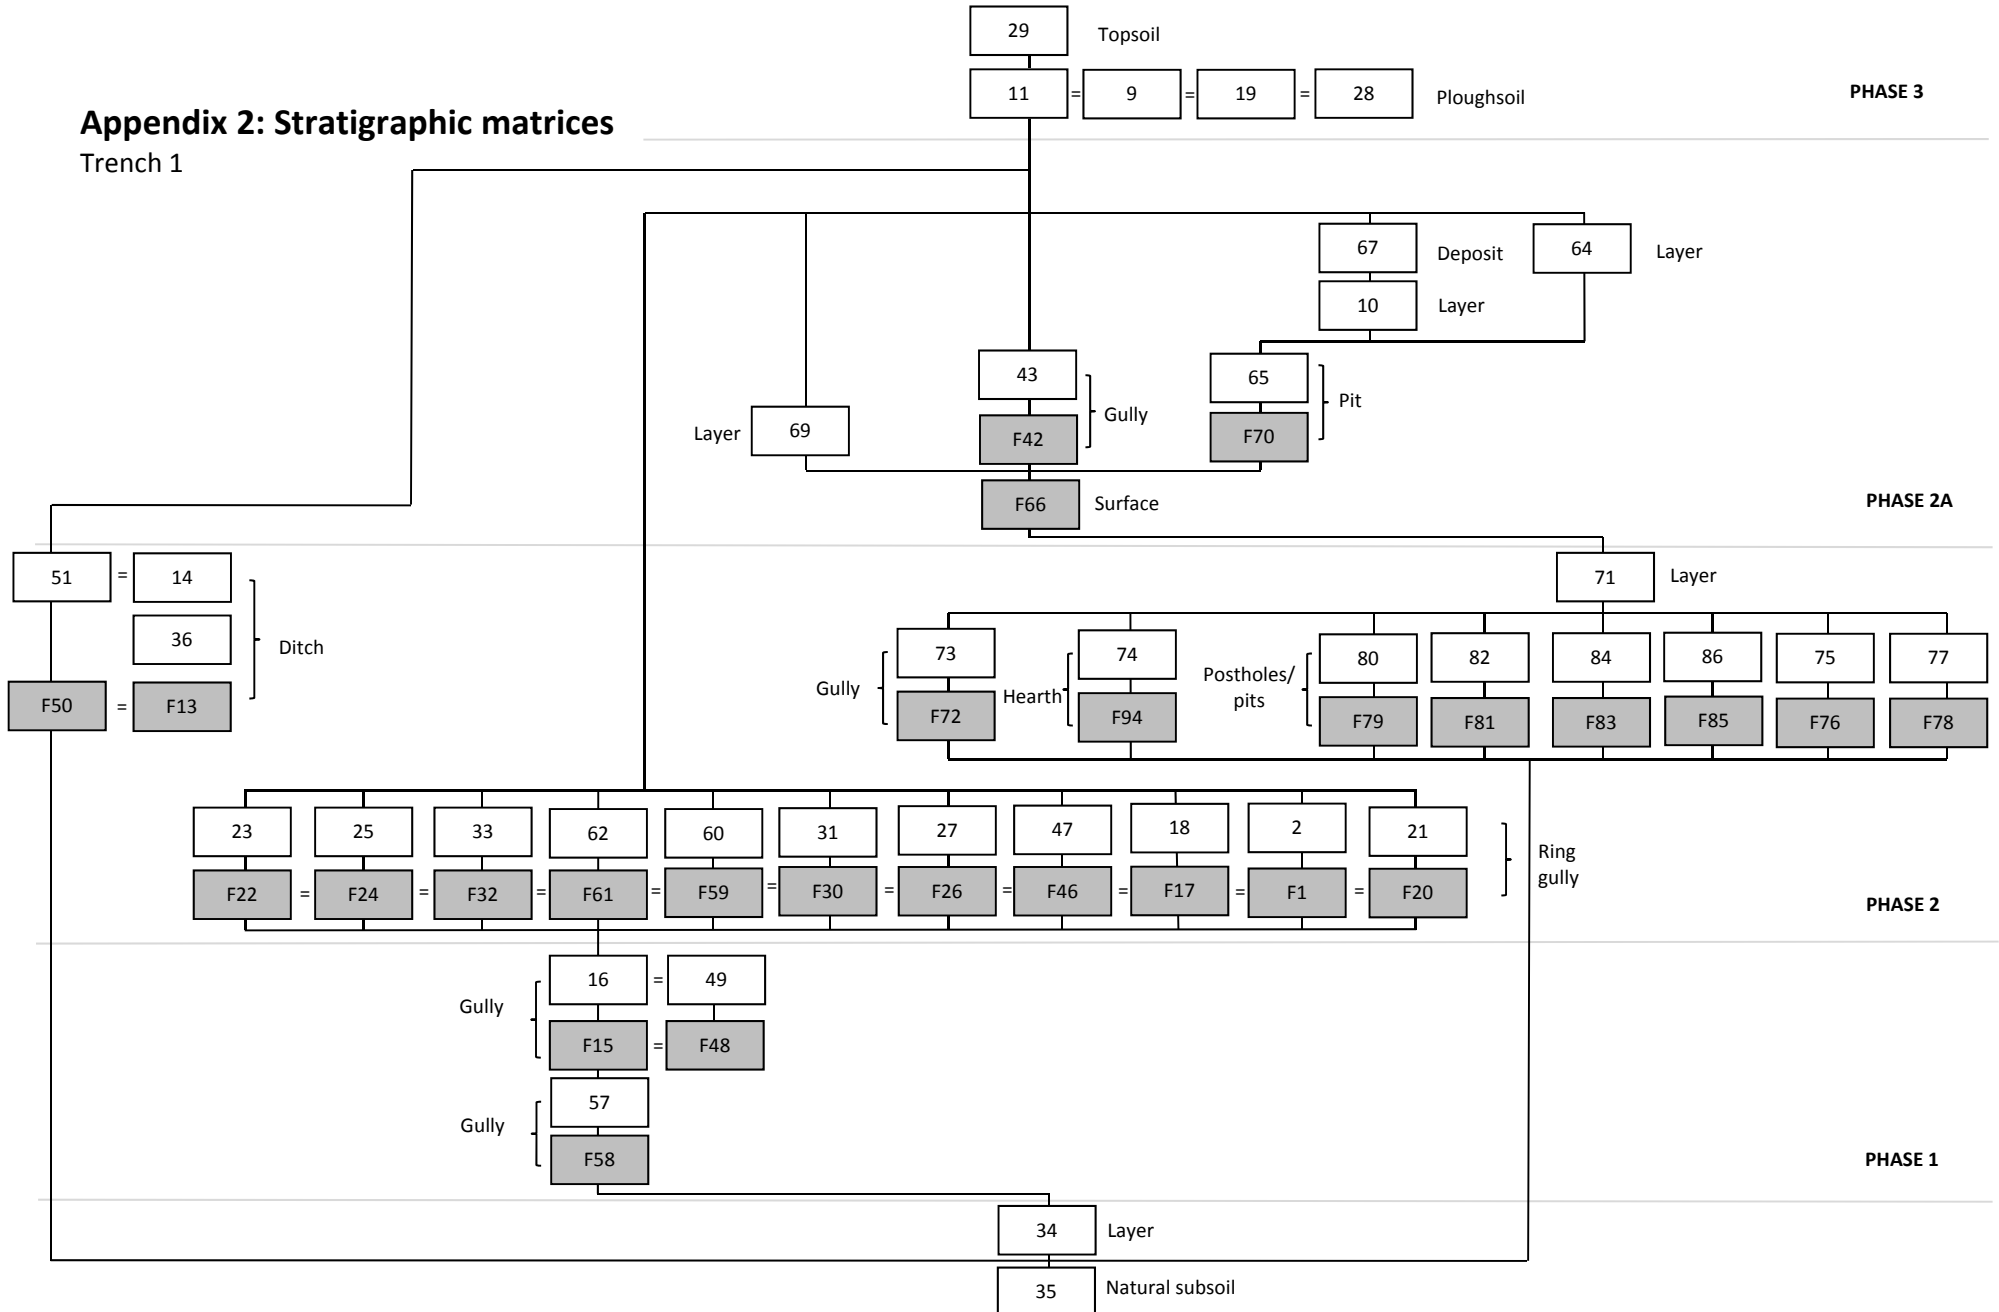 29 Topsoil
11 = 9 = 19 = 28 Ploughsoil PHASE 3
Appendix 2: Stratigraphic matrices
Trench 1
67 Deposit 64 Layer
10 Layer
43 65
Gully Pit
Layer 69 F42 F70
F66 Surface PHASE 2A
51 = 14 71 Layer
36 Ditch
73 74 80 82 84 86 75 77
Gully Hearth Postholes/
pits
F50 = F13 F72 F94 F79 F81 F83 F85 F76 F78
23 25 33 62 60 31 27 47 18 2 21
Ring
gully
F22 = F24 = F32 = F61 = F59 = F30 = F26 = F46 = F17 = F1 = F20
PHASE 2
16 = 49
Gully
F15 = F48
57
Gully
F58 PHASE 1
34 Layer
35 Natural subsoil